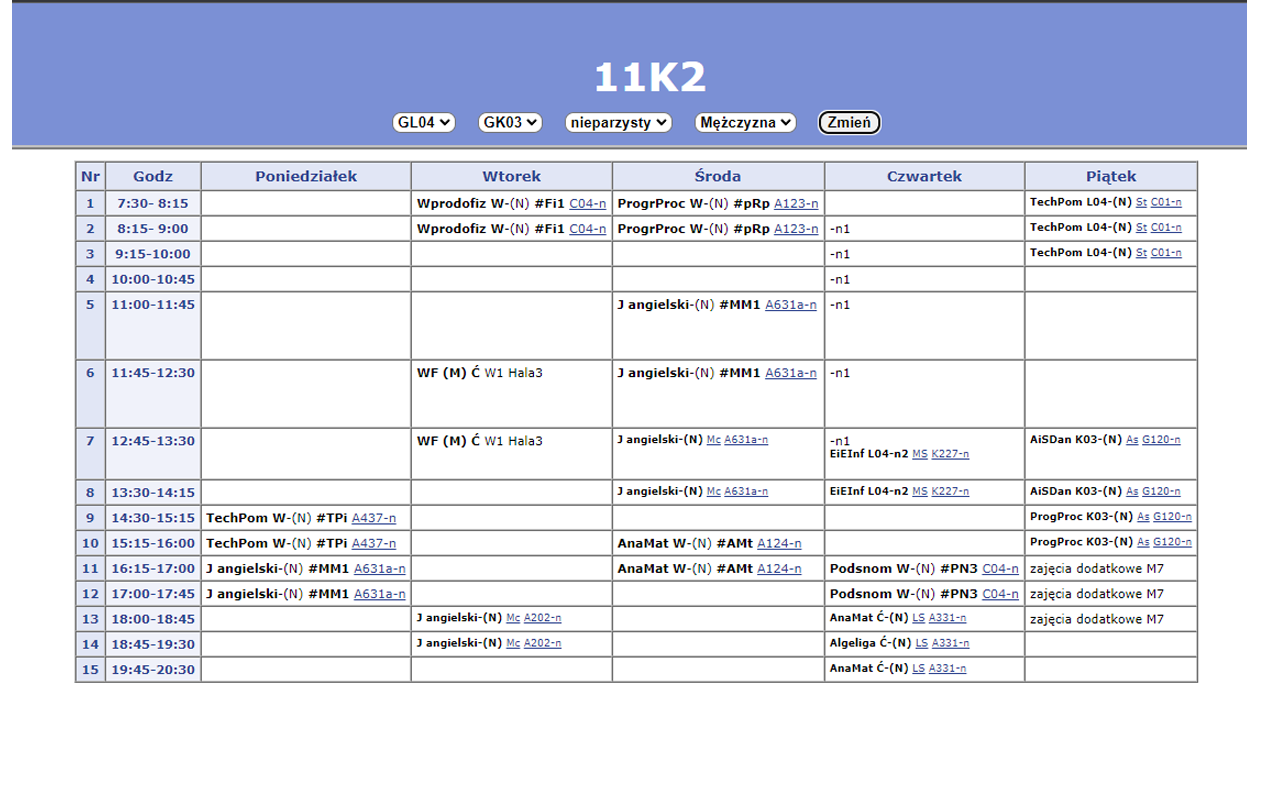 11K2
GL04 GK03 nieparzysty Mężczyzna Zmień
Nr Godz Poniedziałek Wtorek Środa Czwartek Piątek
1 7:30- 8:15 Wprodofiz W-(N) #Fi1 C04-n ProgrProc W-(N) #pRp A123-n TechPom L04-(N) St C01-n
2 8:15- 9:00 Wprodofiz W-(N) #Fi1 C04-n ProgrProc W-(N) #pRp A123-n -n1 TechPom L04-(N) St C01-n
3 9:15-10:00 -n1 TechPom L04-(N) St C01-n
4 10:00-10:45 -n1
5 11:00-11:45 J angielski-(N) #MM1 A631a-n -n1
6 11:45-12:30 WF (M) Ć W1 Hala3 J angielski-(N) #MM1 A631a-n -n1
7 12:45-13:30 WF (M) Ć W1 Hala3 J angielski-(N) Mc A631a-n -n1 AiSDan K03-(N) As G120-n
EiEInf L04-n2 MS K227-n
8 13:30-14:15 J angielski-(N) Mc A631a-n EiEInf L04-n2 MS K227-n AiSDan K03-(N) As G120-n
9 14:30-15:15 TechPom W-(N) #TPi A437-n ProgProc K03-(N) As G120-n
10 15:15-16:00 TechPom W-(N) #TPi A437-n AnaMat W-(N) #AMt A124-n ProgProc K03-(N) As G120-n
11 16:15-17:00 J angielski-(N) #MM1 A631a-n AnaMat W-(N) #AMt A124-n Podsnom W-(N) #PN3 C04-n zajęcia dodatkowe M7
12 17:00-17:45 J angielski-(N) #MM1 A631a-n Podsnom W-(N) #PN3 C04-n zajęcia dodatkowe M7
13 18:00-18:45 J angielski-(N) Mc A202-n AnaMat Ć-(N) LS A331-n zajęcia dodatkowe M7
14 18:45-19:30 J angielski-(N) Mc A202-n Algeliga Ć-(N) LS A331-n
15 19:45-20:30 AnaMat Ć-(N) LS A331-n